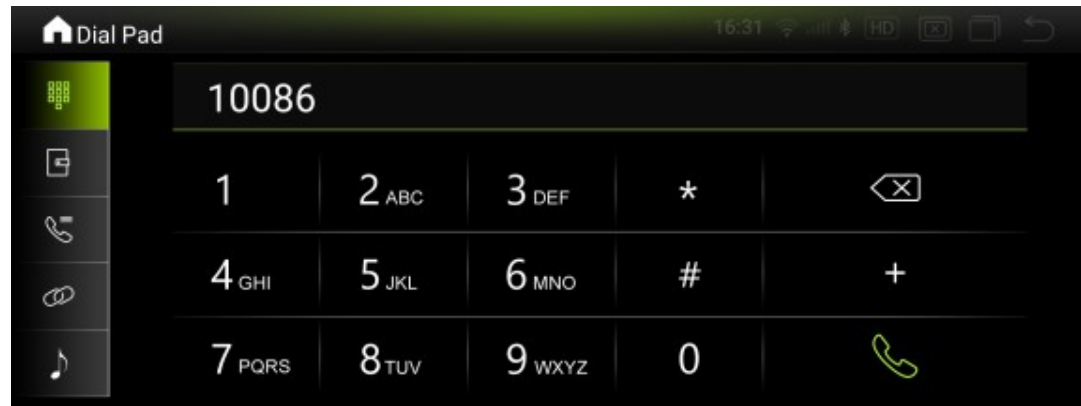 Dial Pad 16:31 HD
10086
1 2 ABC 3 DEF *
4 GHI 5 JKL 6 MNO # +
7 PQRS 8 TUV 9 WXYZ 0